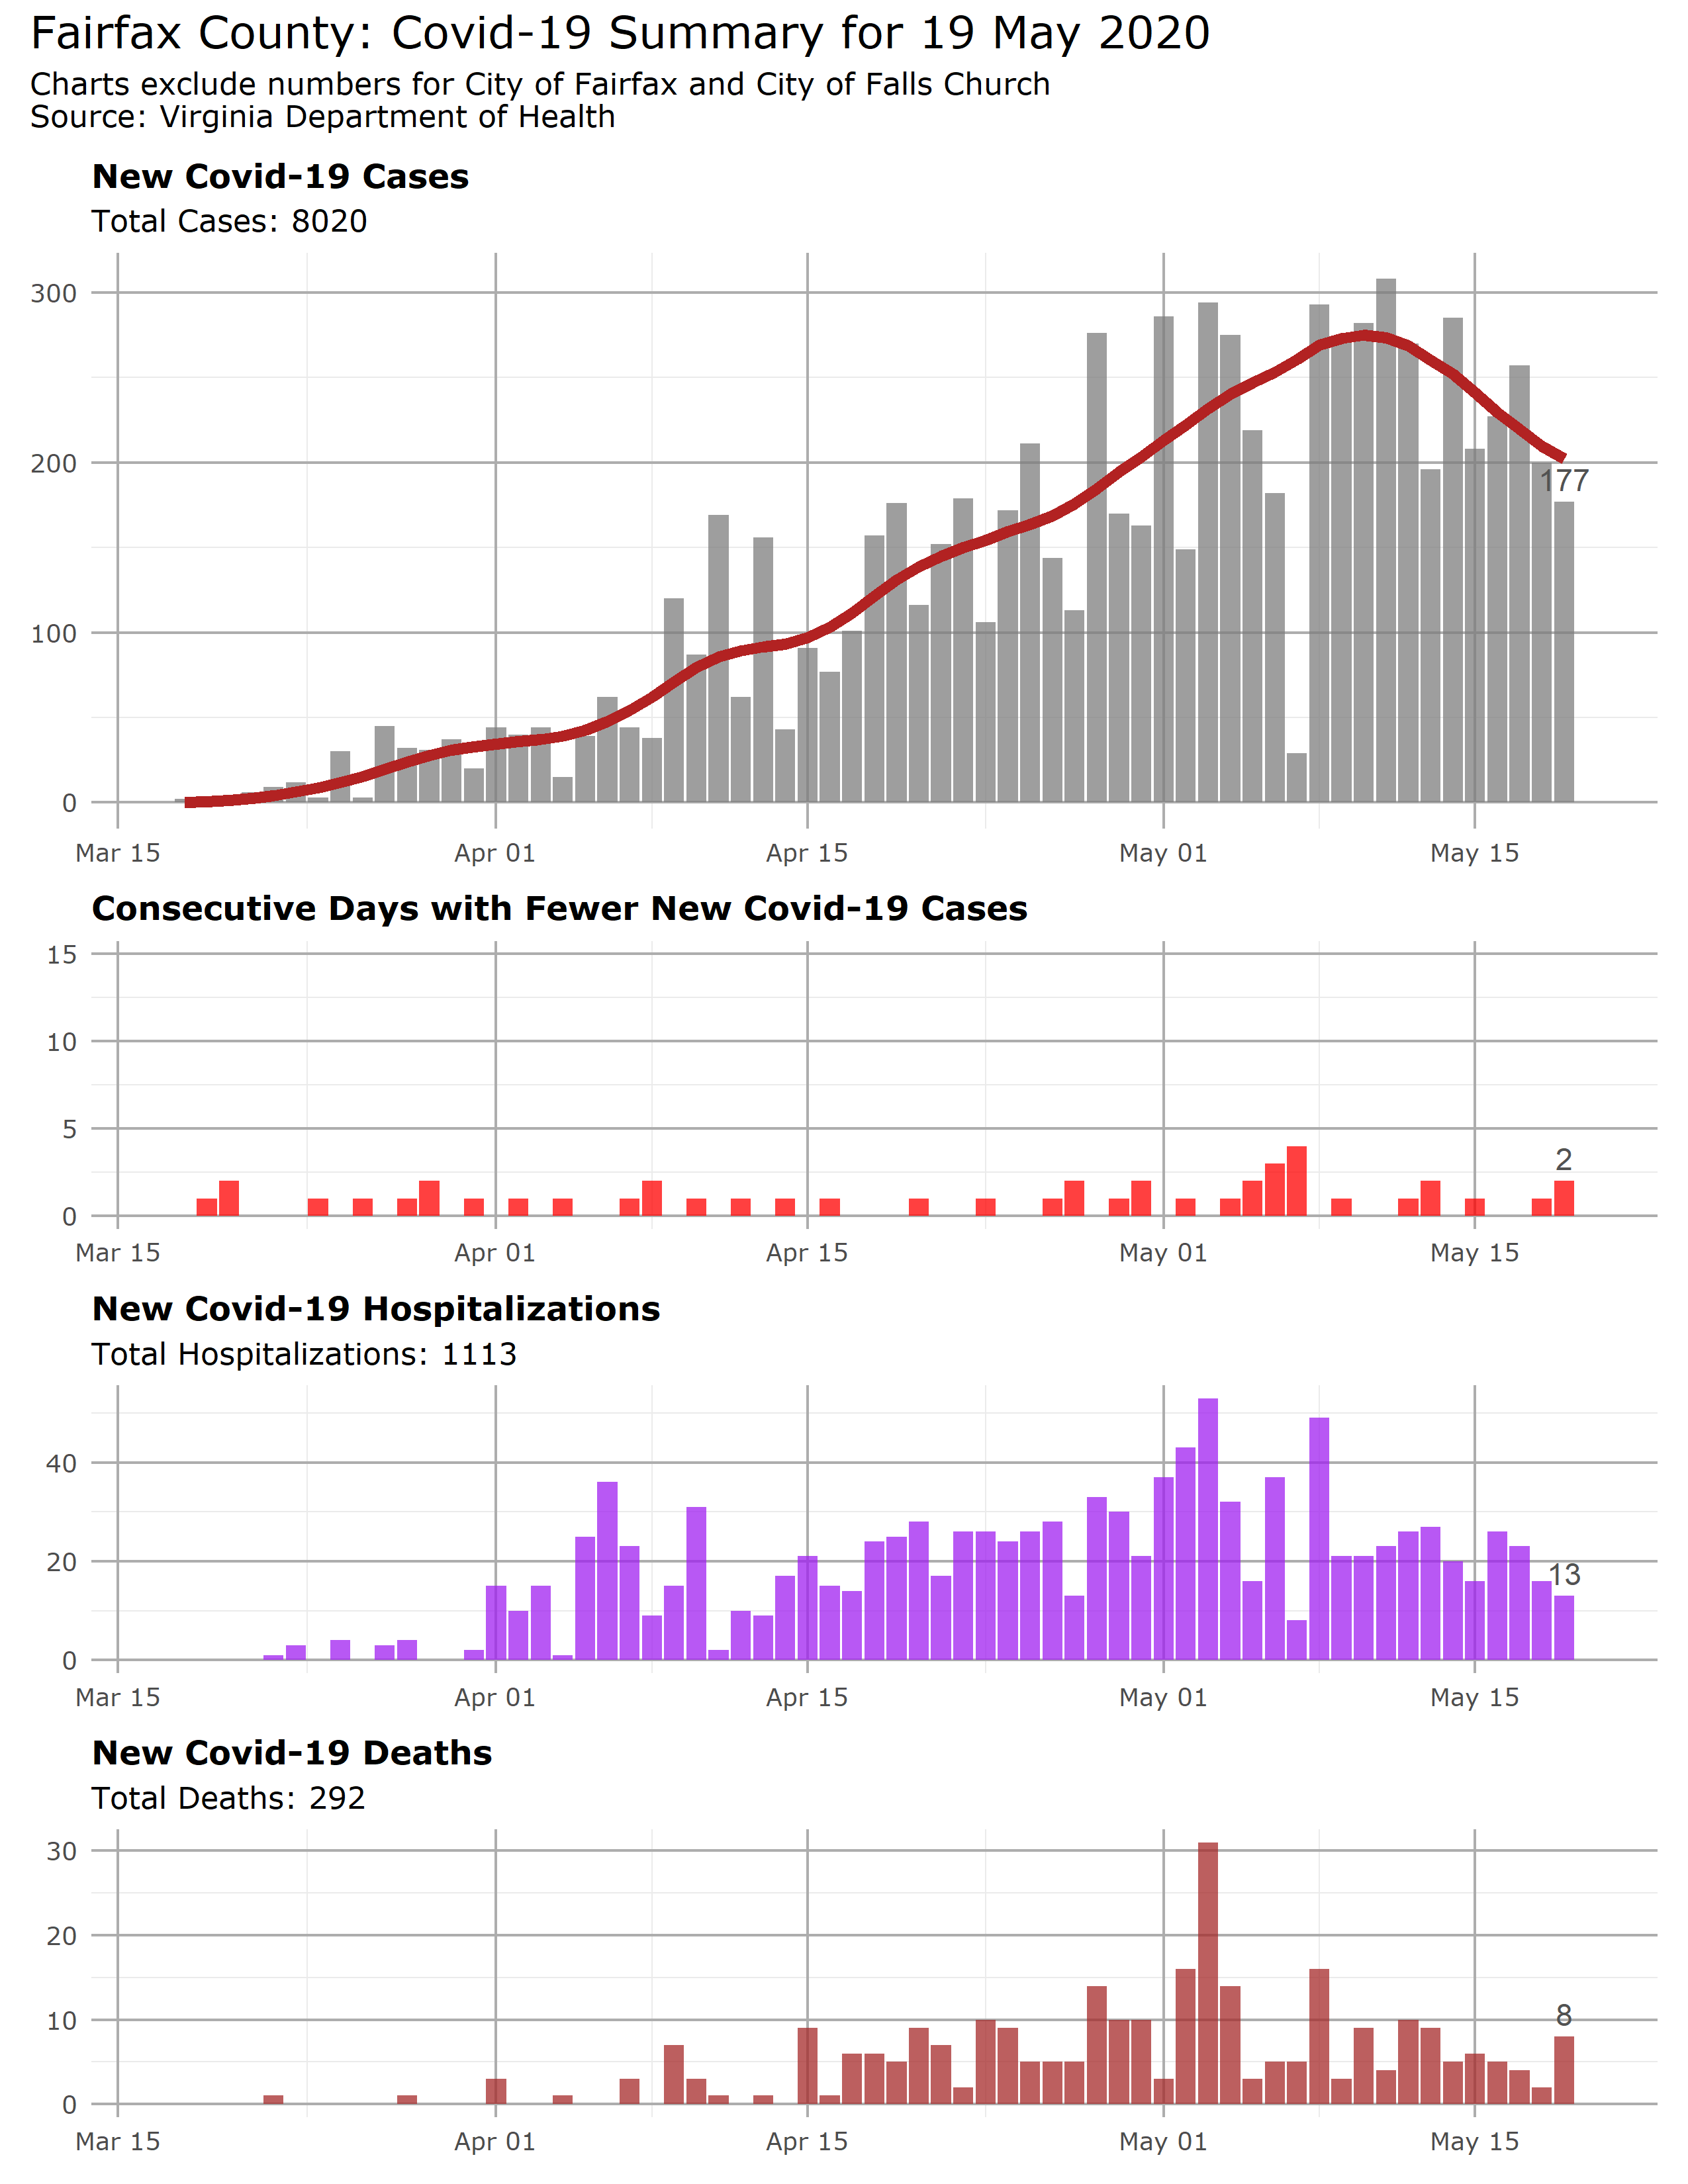 Fairfax County: Covid-19 Summary for 19 May 2020
Charts exclude numbers for City of Fairfax and City of Falls Church
Source: Virginia Department of Health
New Covid-19 Cases
Total Cases: 8020
300
200
177
100
0
Mar 15 Apr 01 Apr 15 May 01 May 15
Consecutive Days with Fewer New Covid-19 Cases
15
10
5
2
0
Mar 15 Apr 01 Apr 15 May 01 May 15
New Covid-19 Hospitalizations
Total Hospitalizations: 1113
40
20
13
0
Mar 15 Apr 01 Apr 15 May 01 May 15
New Covid-19 Deaths
Total Deaths: 292
30
20
10
8
0
Mar 15 Apr 01 Apr 15 May 01 May 15